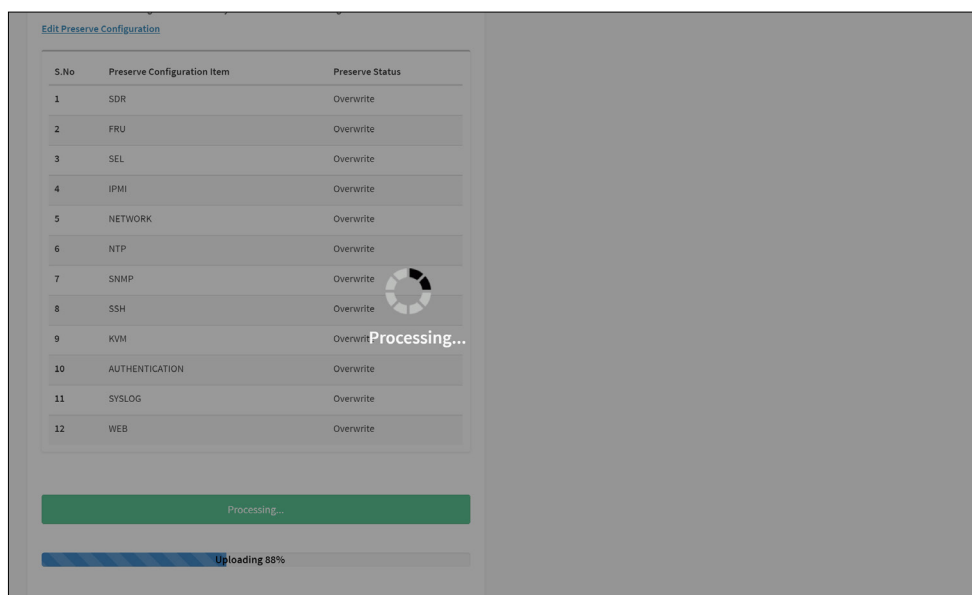 Edit Preserve Configuration
S.No Preserve Configuration Item Preserve Status
1 SDR Overwrite
2 FRU Overwrite
3 SEL Overwrite
4 IPMI Overwrite
5 NETWORK Overwrite
6 NTP Overwrite
7 SNMP Overwrite
8 SSH Overwrite
9 KVM Overwrit
Processing...
10 AUTHENTICATION Overwrite
11 SYSLOG Overwrite
12 WEB Overwrite
Processing...
Uploading 88%